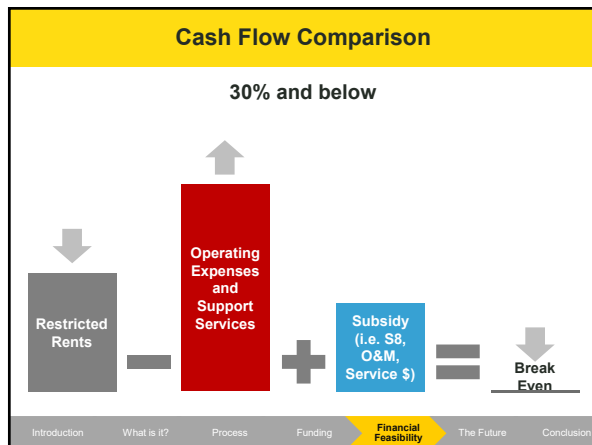 Cash Flow Comparison
30% and below
Restricted
Rents
Operating
Expenses
and
Support
Services
Subsidy
(i.e. S8,
O&M,
Service $)
Break
Even
Introduction
What is it?
Process
Funding
Financial
Feasibility
The Future
Conclusion